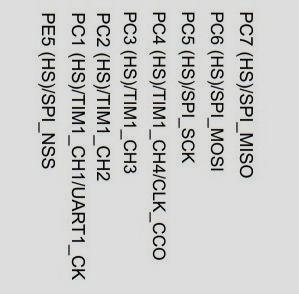 PC7 (HS)/SPI_MISO
PC6 (HS)/SPI_MOSI
PC5 (HS)/SPI_SCK
PC4 (HS)/TIM1_CH4/CLK_CCO
PC3 (HS)/TIM1_CH3
PC2 (HS)/TIM1_CH2
PC1 (HS)/TIM1_CH1/UART1_CK
PE5 (HS)/SPI_NSS